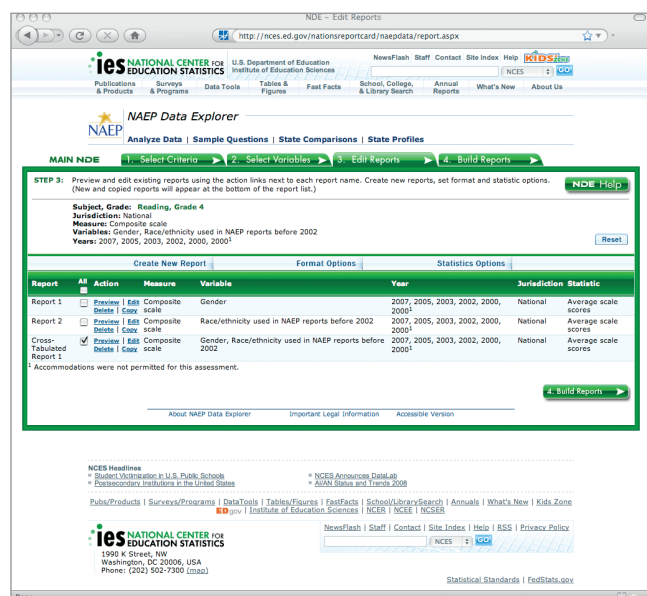 NDE - Edit Reports
http://nces.ed.gov/nationsreportcard/naepdata/report.aspx
NewsFlash Staff Contact Site Index Help KIDS
ies NATIONAL CENTER FOR EDUCATION STATISTICS
U.S. Department of Education
Institute of Education Sciences
NCES GO
Publications & Products
Surveys & Programs
Data Tools
Tables & Figures
Fast Facts
School, College, & Library Search
Annual Reports
What's New
About Us
NAEP
NAEP Data Explorer
Analyze Data | Sample Questions | State Comparisons | State Profiles
MAIN NDE 1. Select Criteria 2. Select Variables 3. Edit Reports 4. Build Reports
STEP 3: Preview and edit existing reports using the action links next to each report name. Create new reports, set format and statistic options.
(New and copied reports will appear at the bottom of the report list.)
NDE Help
Subject, Grade: Reading, Grade 4
Jurisdiction: National
Measure: Composite scale
Variables: Gender, Race/ethnicity used in NAEP reports before 2002
Years: 2007, 2005, 2003, 2002, 2000, 2000¹
Reset
Create New Report Format Options Statistics Options
Report All Action Measure Variable Year Jurisdiction Statistic
Report 1 Preview | Edit Composite Gender 2007, 2005, 2003, 2002, 2000, National Average scale
Delete | Copy scale 2000¹ scores
Report 2 Preview | Edit Composite Race/ethnicity used in NAEP reports before 2002 2007, 2005, 2003, 2002, 2000, National Average scale
Delete | Copy scale 2000¹ scores
Cross- Preview | Edit Composite Gender, Race/ethnicity used in NAEP reports before 2007, 2005, 2003, 2002, 2000, National Average scale
Tabulated Delete | Copy scale 2002 2000¹ scores
Report 1
¹ Accommodations were not permitted for this assessment.
4. Build Reports
About NAEP Data Explorer Important Legal Information Accessible Version
NCES Headlines
Student Victimization in U.S. Public Schools
NCES Announces DataLab
Postsecondary Institutions in the United States
AI/AN Status and Trends 2008
Pubs/Products | Surveys/Programs | DataTools | Tables/Figures | FastFacts | School/LibrarySearch | Annuals | What's New | Kids Zone
EDgov | Institute of Education Sciences | NCER | NCEE | NCSER
ies NATIONAL CENTER FOR EDUCATION STATISTICS
1990 K Street, NW
Washington, DC 20006, USA
Phone: (202) 502-7300 (map)
NewsFlash | Staff | Contact | Site Index | Help | RSS | Privacy Policy
NCES GO
Statistical Standards | FedStats.gov